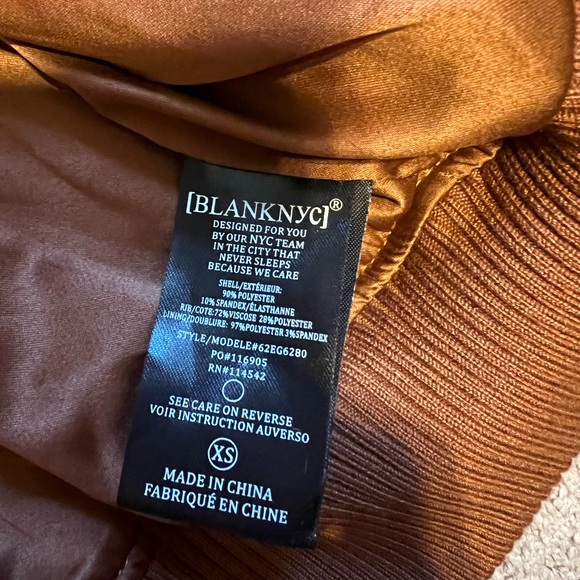 [BLANKNYC]®
DESIGNED FOR YOU
BY OUR NYC TEAM
IN THE CITY THAT
NEVER SLEEPS
BECAUSE WE CARE
SHELL/EXTÉRIEUR:
90% POLYESTER
10% SPANDEX/ÉLASTHANNE
RIB/COTE:72%VISCOSE 28%POLYESTER
LINING/DOUBLURE: 97%POLYESTER 3%SPANDEX
STYLE/MODELE#62EG6280
PO#116905
RN#114542
SEE CARE ON REVERSE
VOIR INSTRUCTION AUVERSO
XS
MADE IN CHINA
FABRIQUÉ EN CHINE